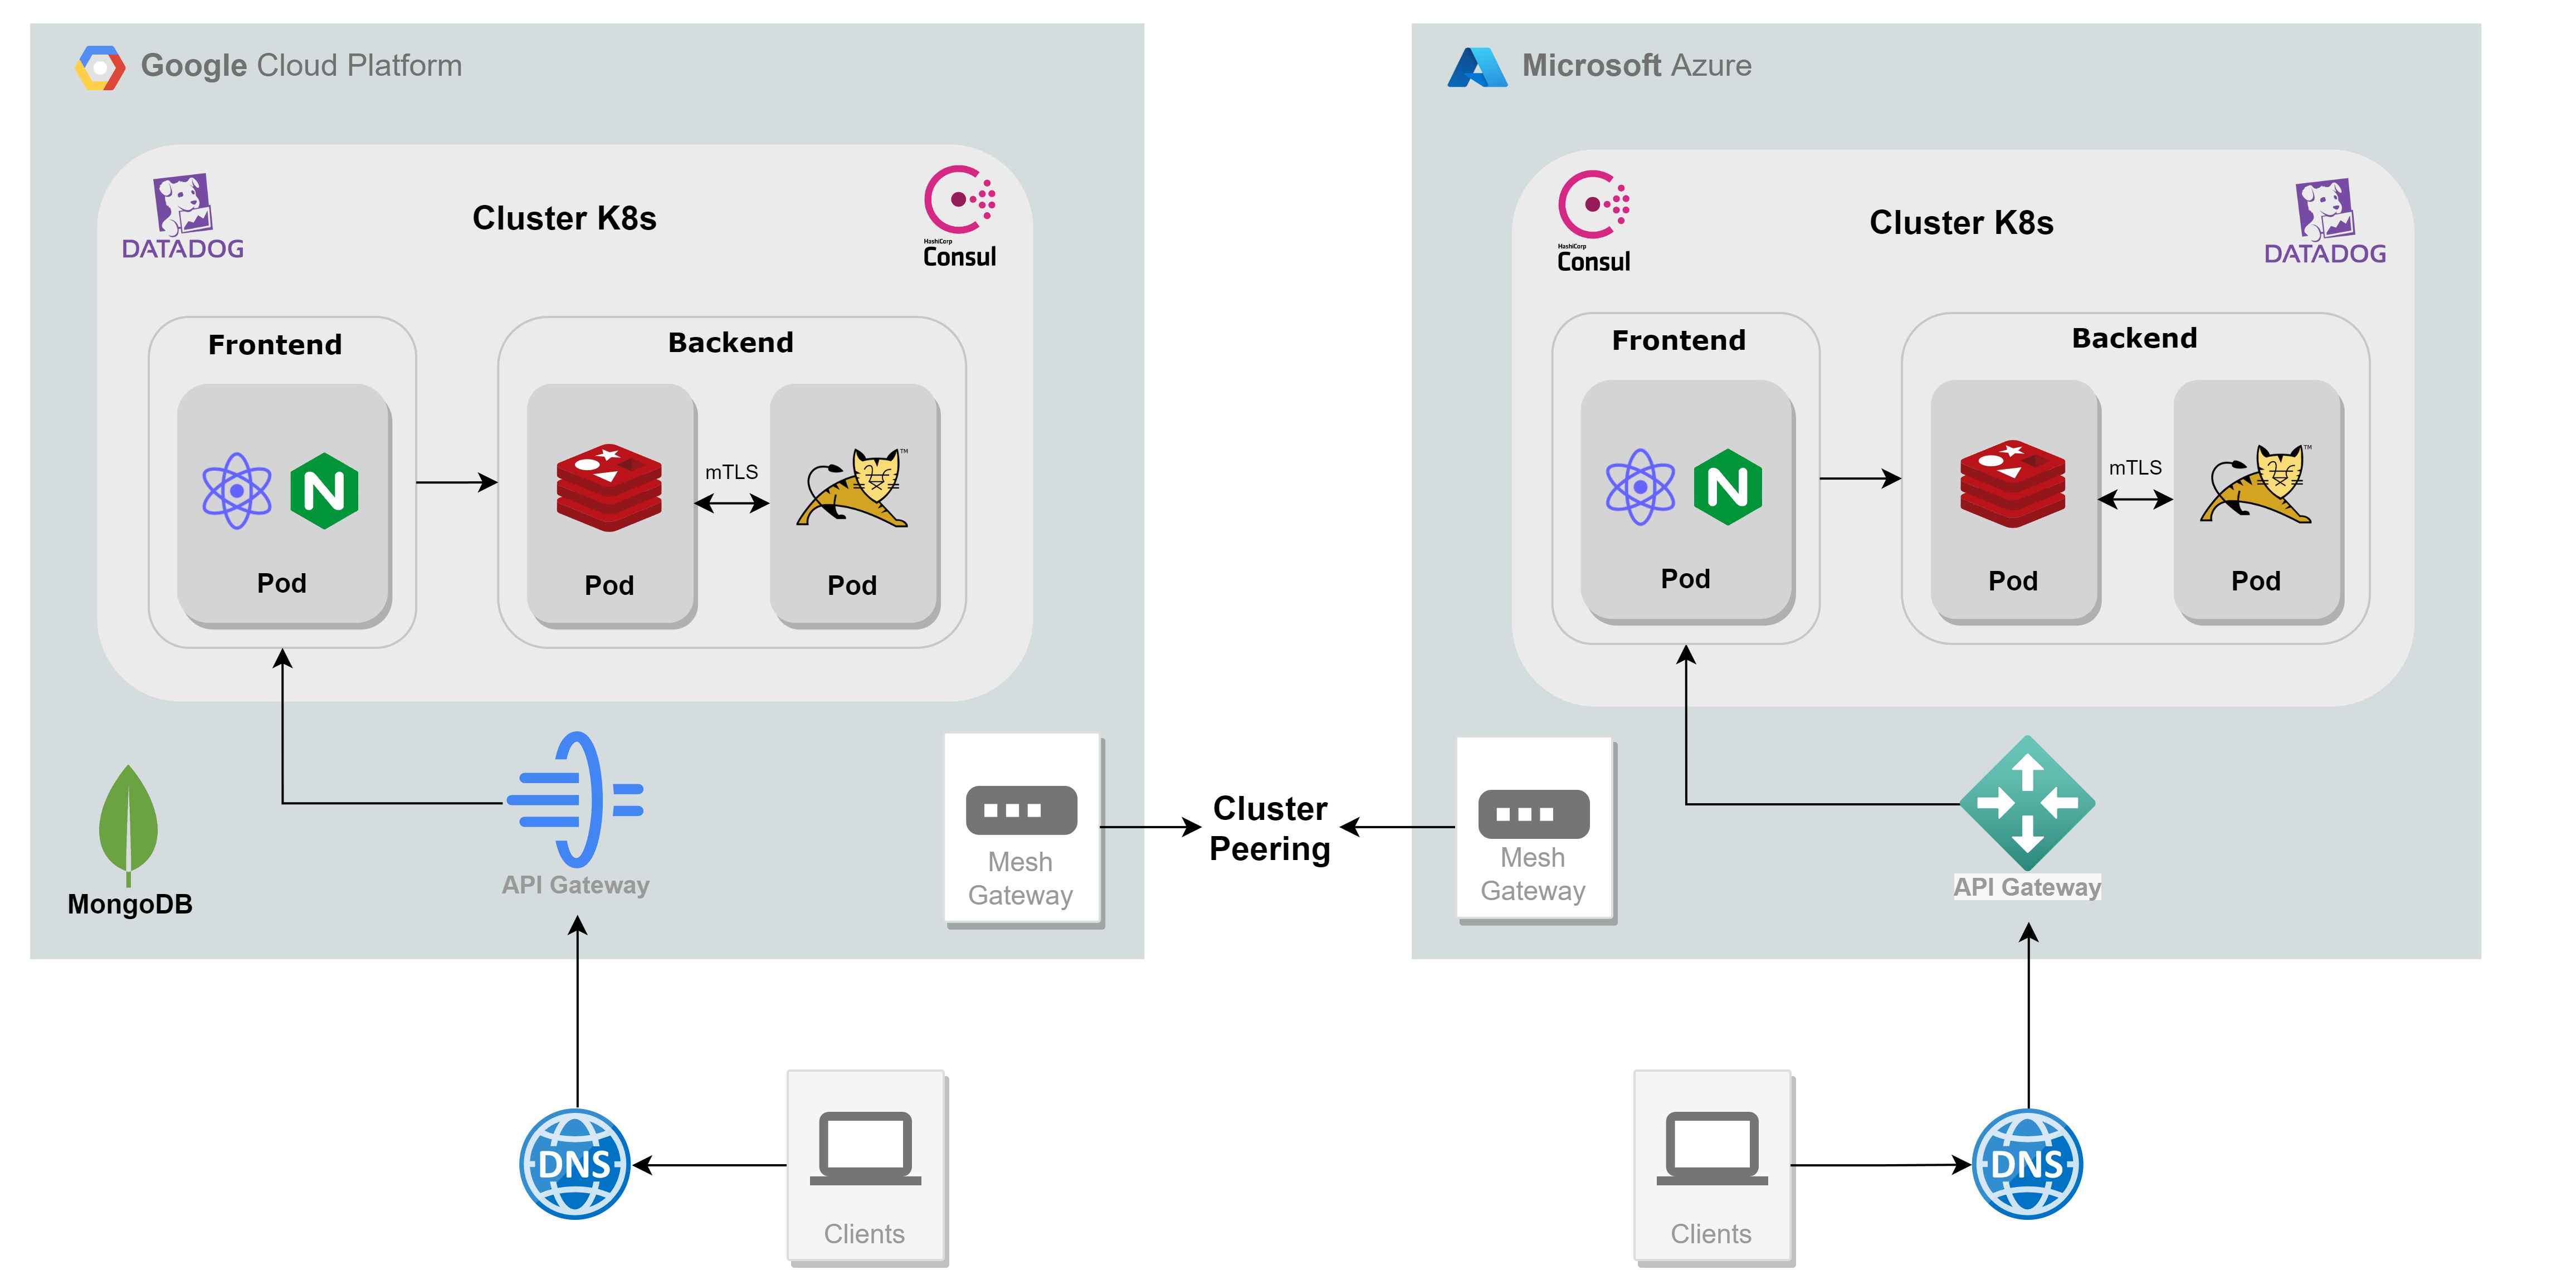 Google Cloud Platform
DATADOG
Cluster K8s
HashiCorp
Consul
Frontend
Backend
N
mTLS
TM
Pod
Pod
Pod
MongoDB
API Gateway
Mesh
Gateway
Cluster
Peering
Microsoft Azure
HashiCorp
Consul
Cluster K8s
DATADOG
Frontend
Backend
N
mTLS
TM
Pod
Pod
Pod
Mesh
Gateway
API Gateway
DNS
Clients
Clients
DNS